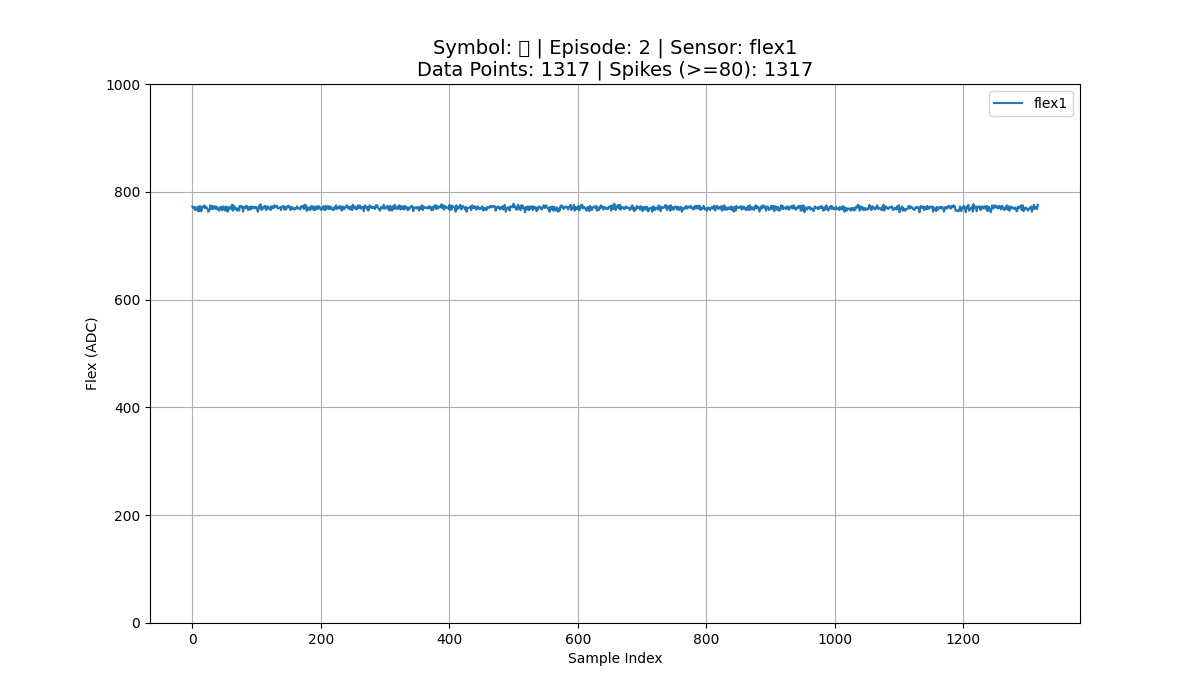 Symbol: | Episode: 2 | Sensor: flex1
Data Points: 1317 | Spikes (>=80): 1317
flex1
Flex (ADC)
1000
800
600
400
200
0
0 200 400 600 800 1000 1200
Sample Index